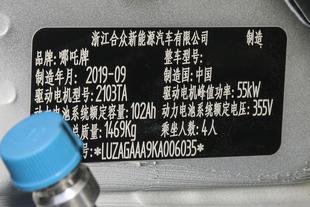 浙江合众新能源汽车有限公司 制造
品牌：哪吒牌 整车型号：
制造年月：2019-09 制造国：中国
驱动电机型号：2103TA 驱动电机峰值功率：55kW
动力电池系统额定容量：102Ah 动力电池系统额定电压：355V
总质量：1469Kg 乘坐人数：4人
*LUZAGAAA9KA006035*